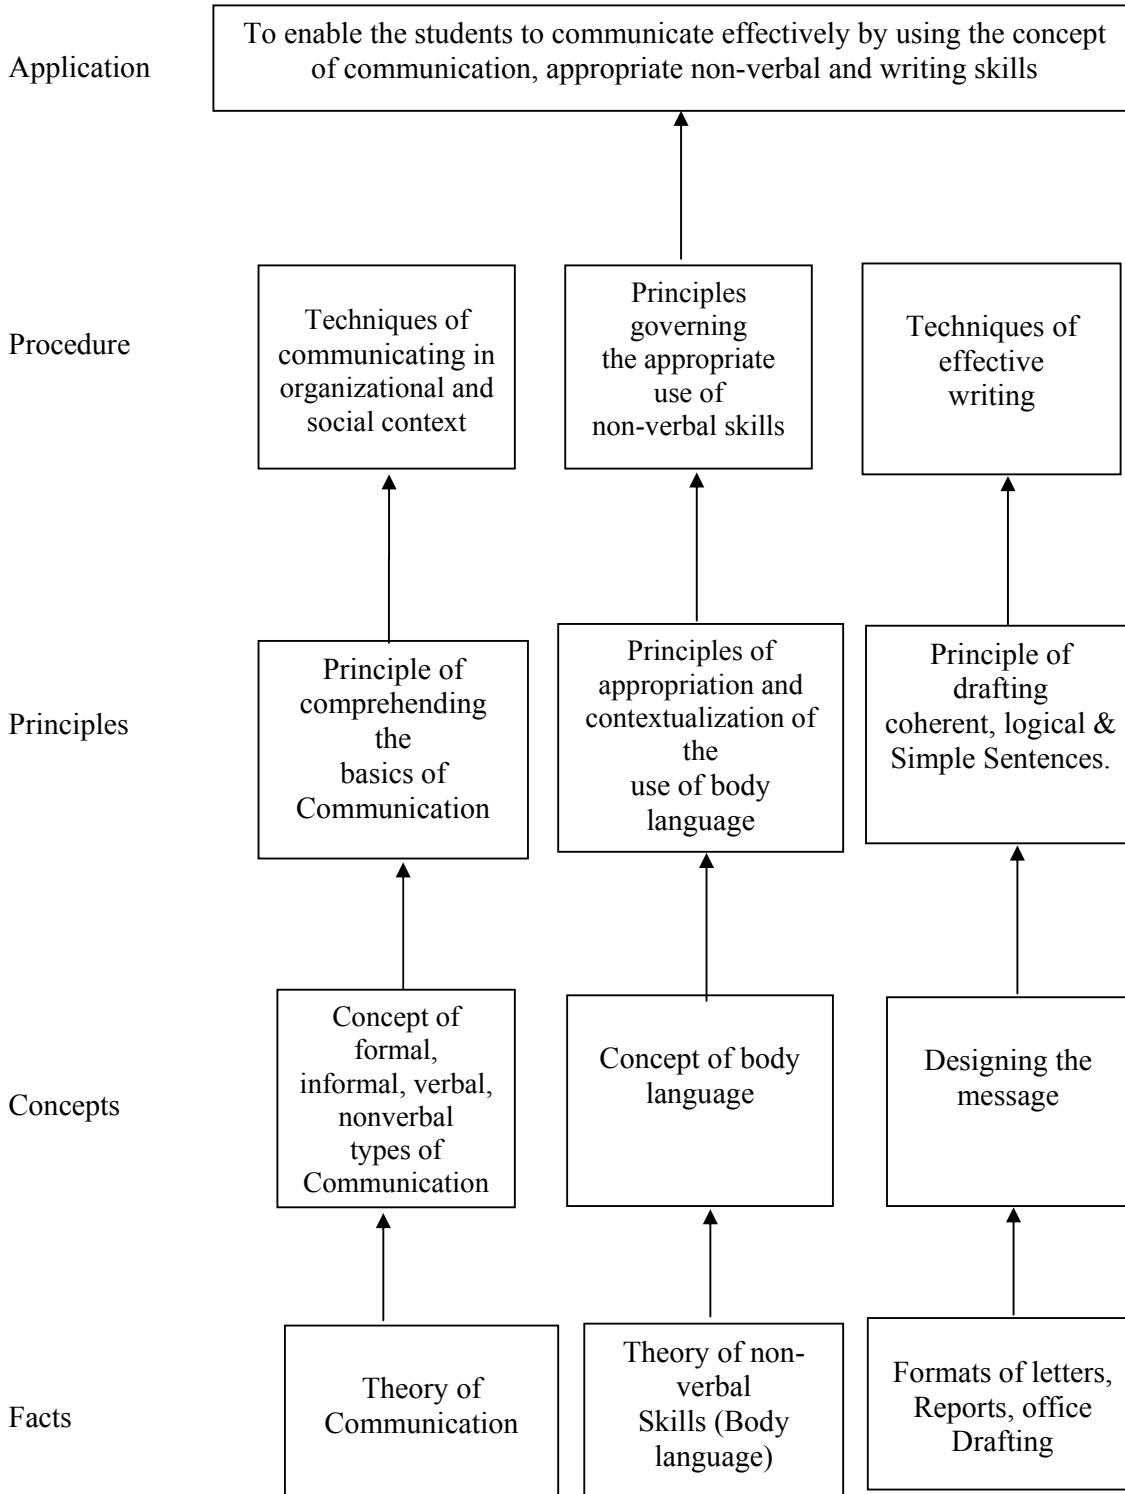 Application
To enable the students to communicate effectively by using the concept
of communication, appropriate non-verbal and writing skills
Procedure
Techniques of
communicating in
organizational and
social context
Principles
governing
the appropriate
use of
non-verbal skills
Techniques of
effective
writing
Principles
Principle of
comprehending
the
basics of
Communication
Principles of
appropriation and
contextualization of
the
use of body
language
Principle of
drafting
coherent, logical &
Simple Sentences.
Concepts
Concept of
formal,
informal, verbal,
nonverbal
types of
Communication
Concept of body
language
Designing the
message
Facts
Theory of
Communication
Theory of non-
verbal
Skills (Body
language)
Formats of letters,
Reports, office
Drafting